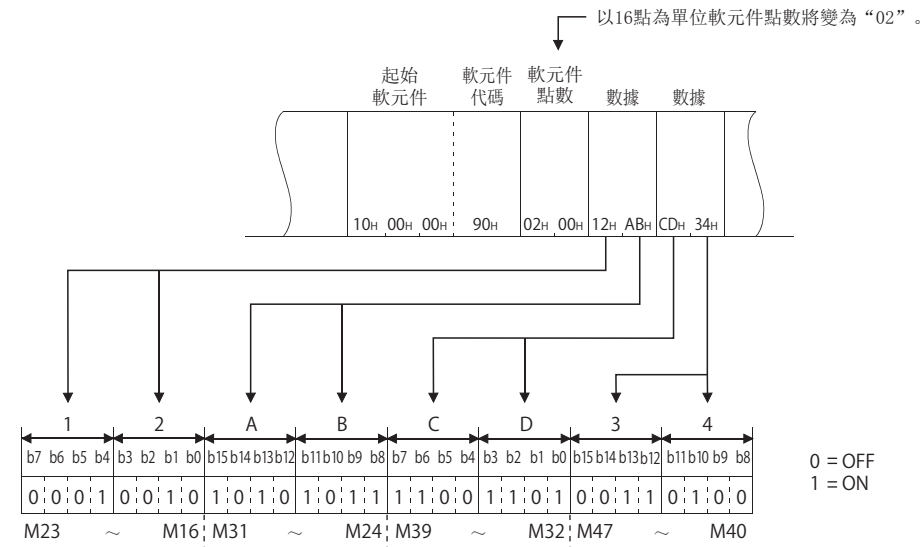 以16點為單位軟元件點數將變為“02”。
起始 軟元件 軟元件
軟元件 代碼 點數 數據 數據
10H 00H 00H 90H 02H 00H 12H ABH CDH 34H
1 2 A B C D 3 4
b7 b6 b5 b4 b3 b2 b1 b0 b15 b14 b13 b12 b11 b10 b9 b8 b7 b6 b5 b4 b3 b2 b1 b0 b15 b14 b13 b12 b11 b10 b9 b8
0 = OFF
0 0 0 1 0 0 1 0 1 0 1 0 1 0 1 1 1 1 0 0 1 1 0 1 0 0 1 1 0 1 0 0
1 = ON
M23 ～ M16 M31 ～ M24 M39 ～ M32 M47 ～ M40